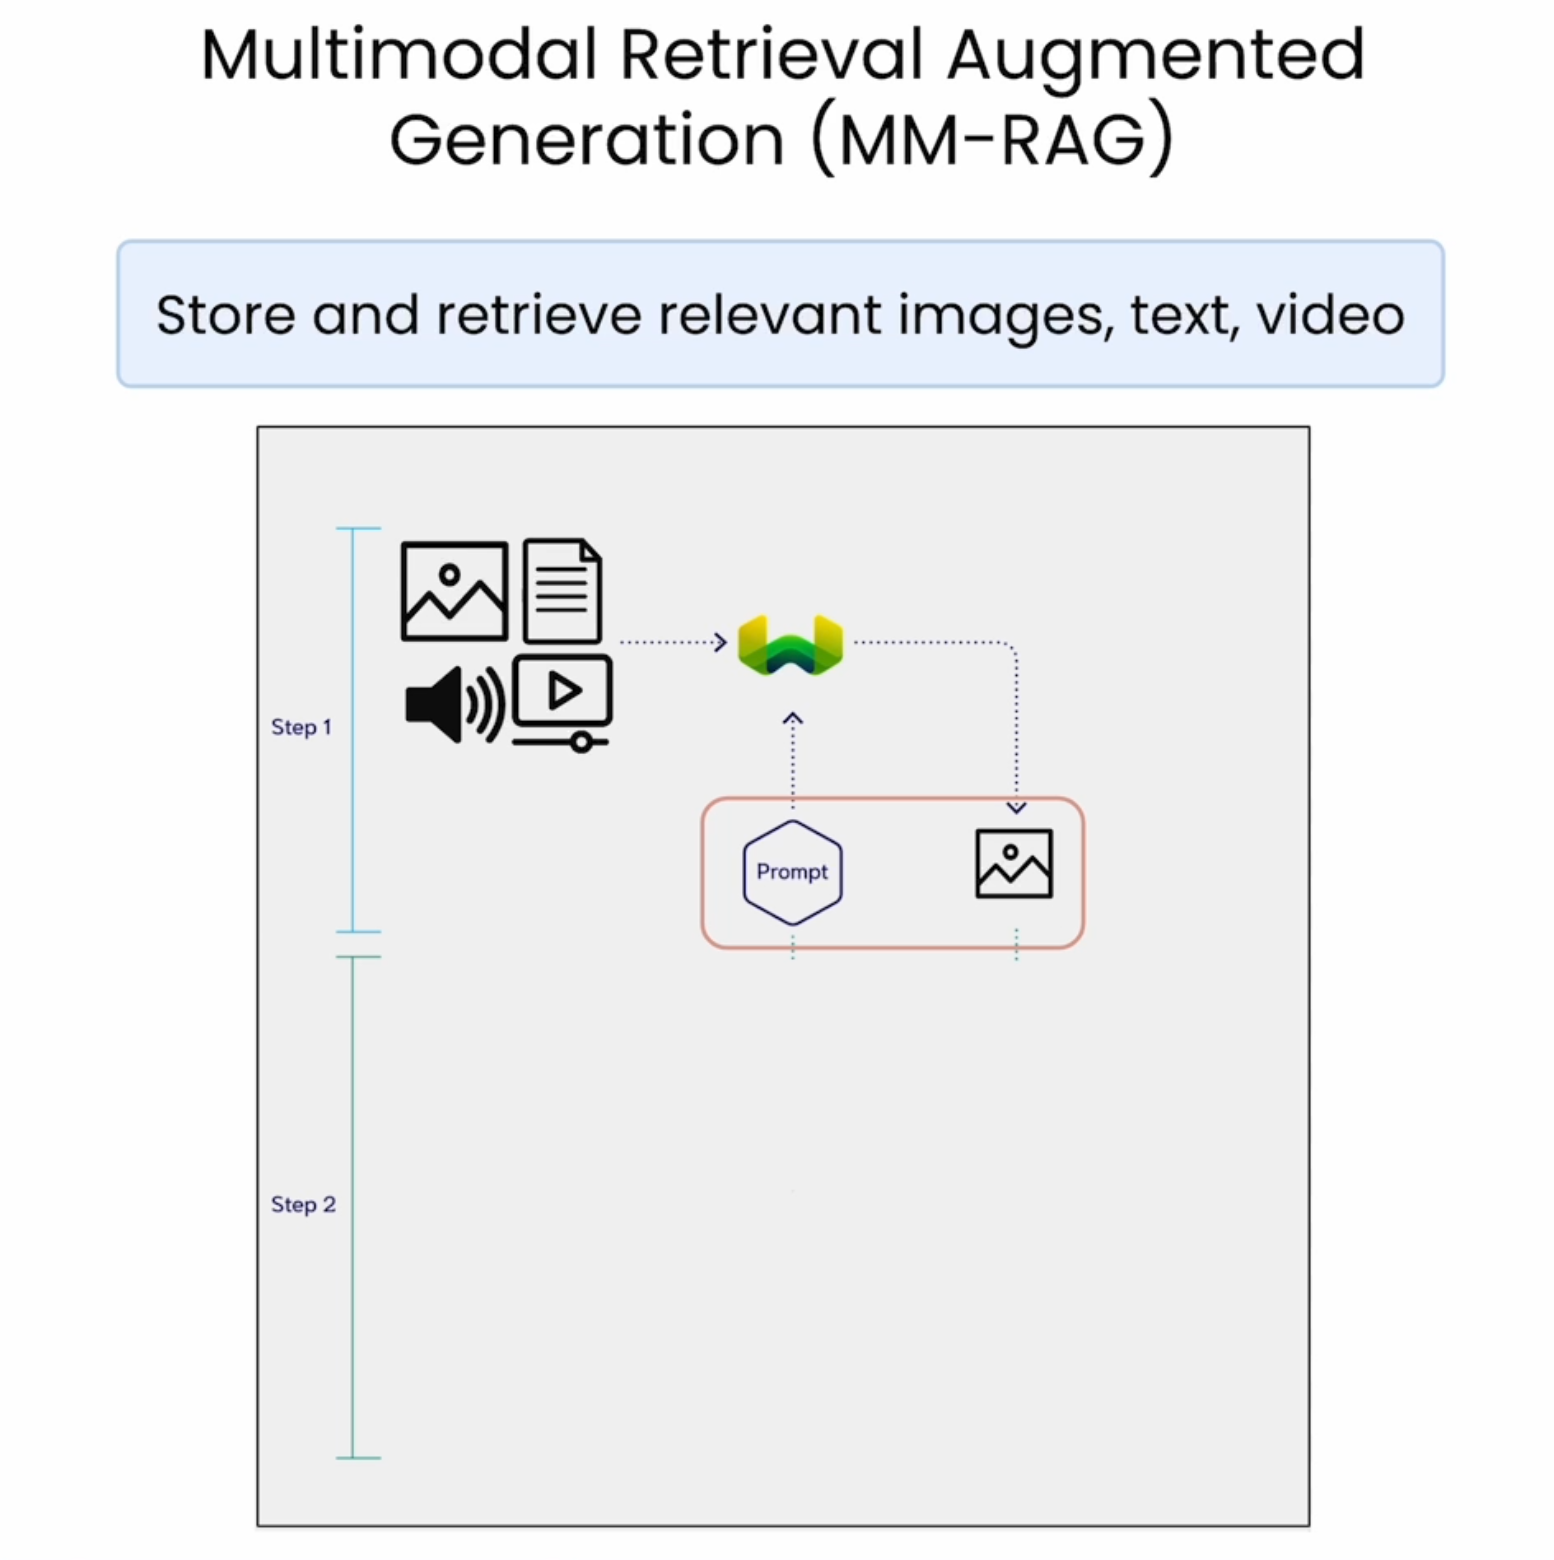 Multimodal Retrieval Augmented
Generation (MM-RAG)
Store and retrieve relevant images, text, video
Step 1
Prompt
Step 2